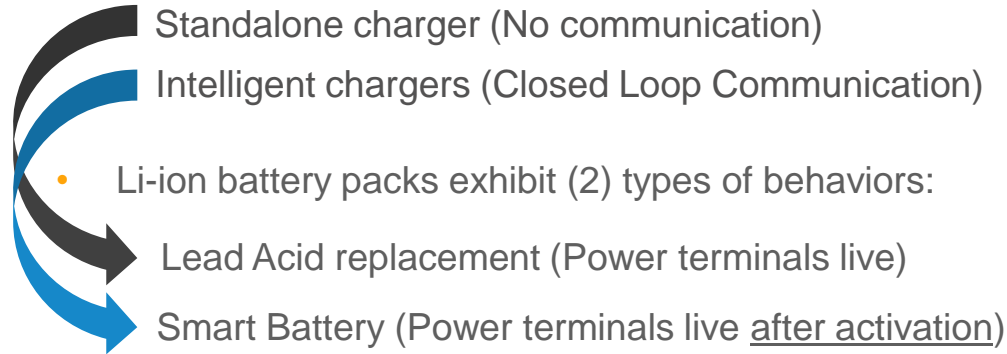 Standalone charger (No communication)
Intelligent chargers (Closed Loop Communication)
• Li-ion battery packs exhibit (2) types of behaviors:
Lead Acid replacement (Power terminals live)
Smart Battery (Power terminals live after activation)